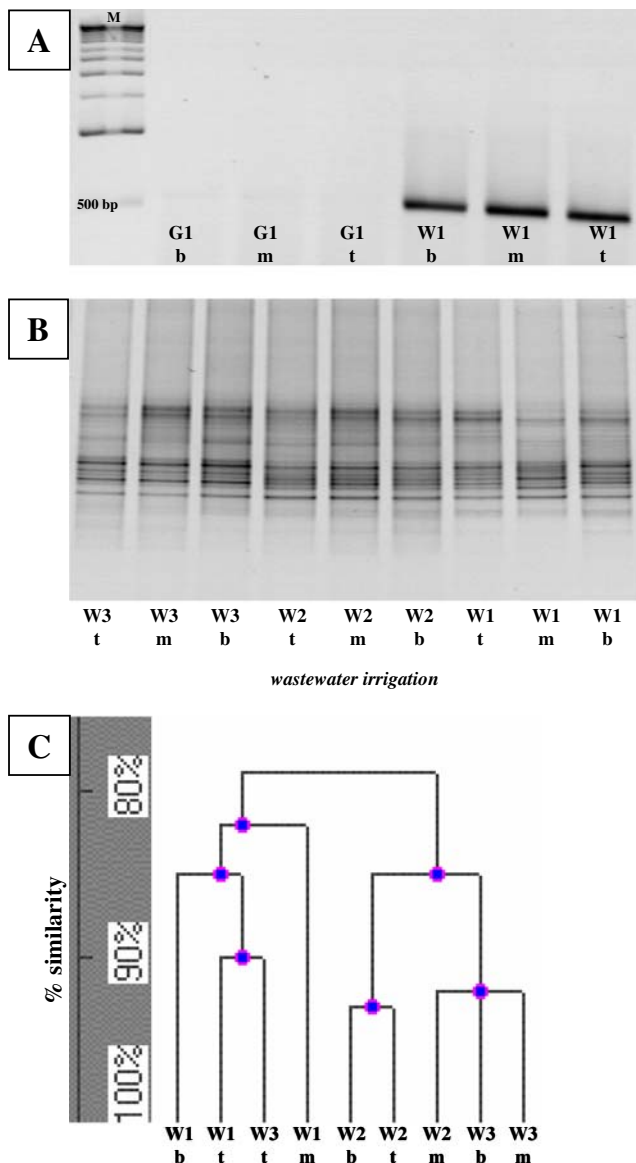 A
M
500 bp
G1 G1 G1 W1 W1 W1
b m t b m t
B
W3 W3 W3 W2 W2 W2 W1 W1 W1
t m b t m b t m b
wastewater irrigation
C
% similarity
80%
90%
100%
W1 W1 W3 W1 W2 W2 W2 W3 W3
b t t m b t m b m